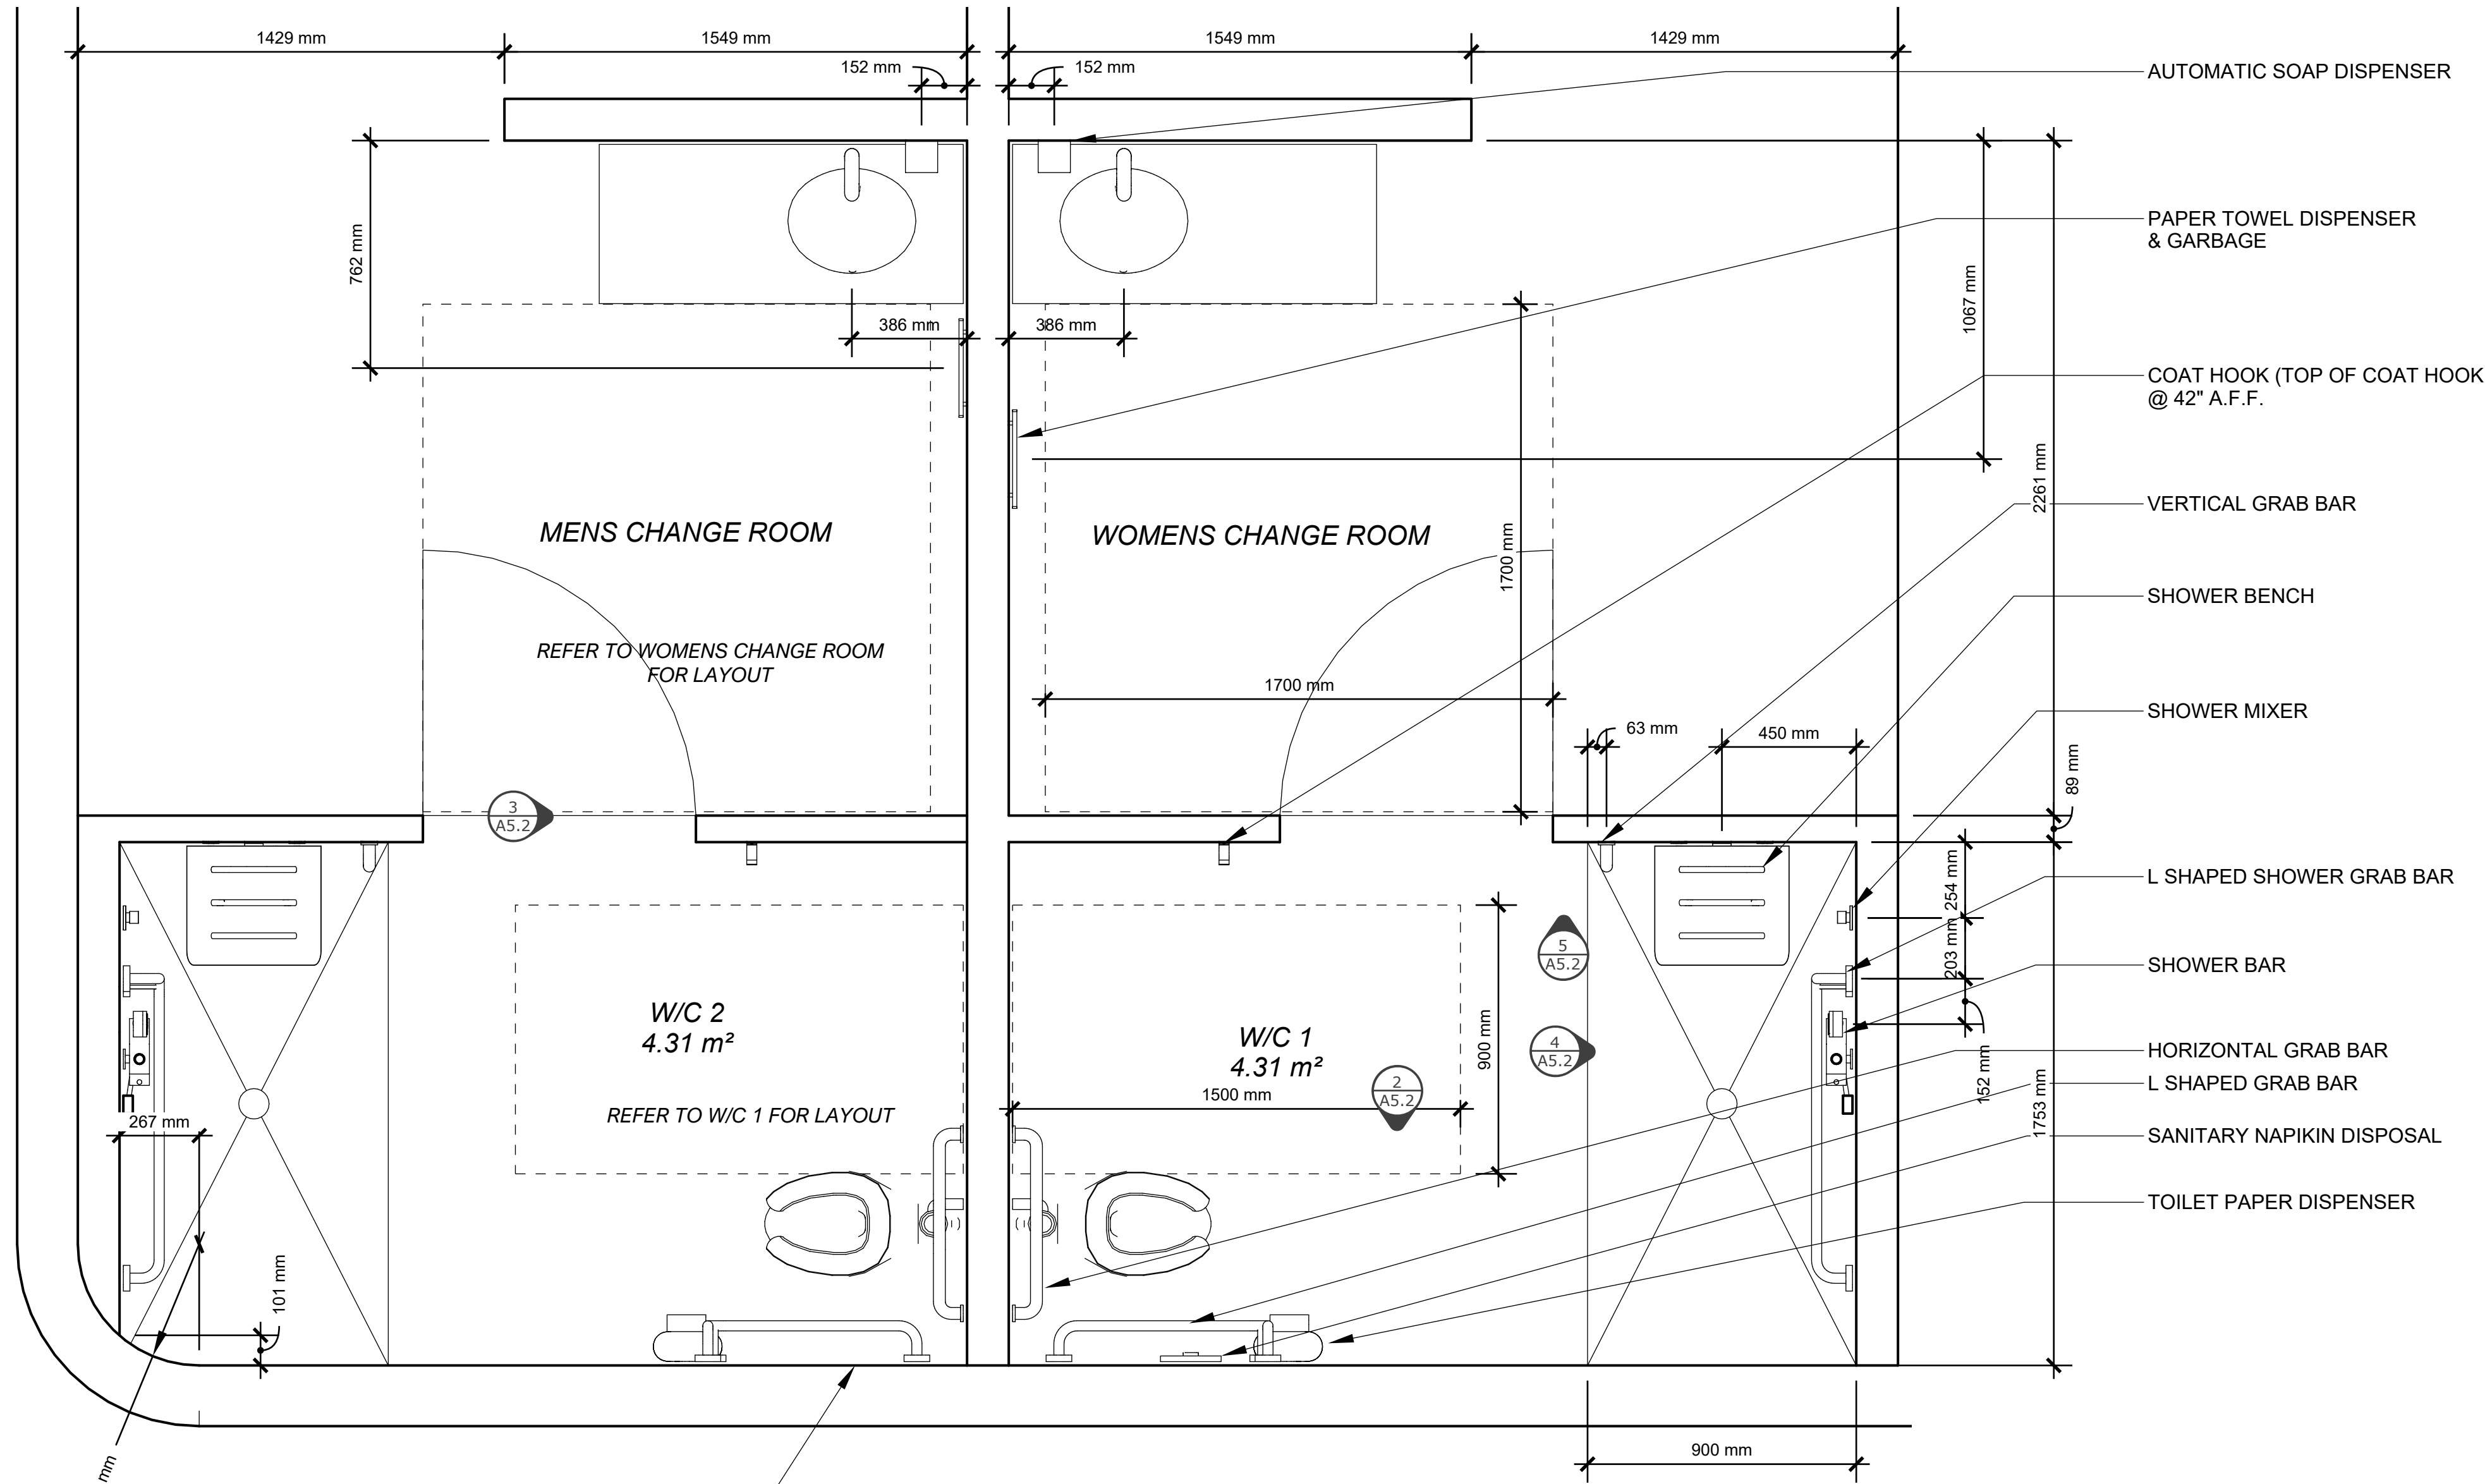 1429 mm
1549 mm
1549 mm
1429 mm
152 mm
152 mm
AUTOMATIC SOAP DISPENSER
PAPER TOWEL DISPENSER
& GARBAGE
762 mm
1067 mm
386 mm
386 mm
COAT HOOK (TOP OF COAT HOOK
@ 42" A.F.F.
2261 mm
VERTICAL GRAB BAR
MENS CHANGE ROOM
WOMENS CHANGE ROOM
1700 mm
SHOWER BENCH
REFER TO WOMENS CHANGE ROOM
FOR LAYOUT
1700 mm
63 mm
450 mm
SHOWER MIXER
89 mm
3
A5.2
254 mm
L SHAPED SHOWER GRAB BAR
203 mm
5
A5.2
SHOWER BAR
W/C 2
4.31 m²
W/C 1
4.31 m²
900 mm
4
A5.2
152 mm
HORIZONTAL GRAB BAR
L SHAPED GRAB BAR
2
A5.2
1500 mm
1753 mm
REFER TO W/C 1 FOR LAYOUT
267 mm
SANITARY NAPIKIN DISPOSAL
TOILET PAPER DISPENSER
101 mm
900 mm
mm